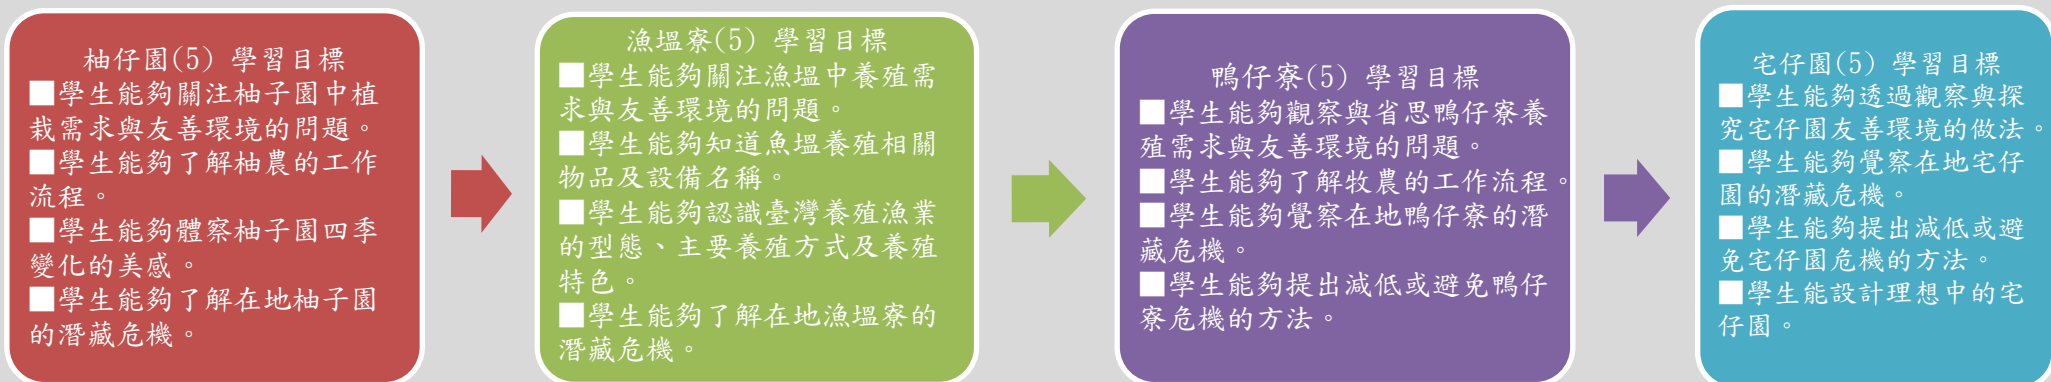 柚仔園(5) 學習目標
■學生能夠關注柚子園中植
栽需求與友善環境的問題。
■學生能夠了解柚農的工作
流程。
■學生能夠體察柚子園四季
變化的美感。
■學生能夠了解在地柚子園
的潛藏危機。
漁塭寮(5) 學習目標
■學生能夠關注漁塭中養殖需
求與友善環境的問題。
■學生能夠知道魚塭養殖相關
物品及設備名稱。
■學生能夠認識臺灣養殖漁業
的型態、主要養殖方式及養殖
特色。
■學生能夠了解在地漁塭寮的
潛藏危機。
鴨仔寮(5) 學習目標
■學生能夠觀察與省思鴨仔寮養
殖需求與友善環境的問題。
■學生能夠了解牧農的工作流程。
■學生能夠覺察在地鴨仔寮的潛
藏危機。
■學生能夠提出減低或避免鴨仔
寮危機的方法。
宅仔園(5) 學習目標
■學生能夠透過觀察與探
究宅仔園友善環境的做法。
■學生能夠覺察在地宅仔
園的潛藏危機。
■學生能夠提出減低或避
免宅仔園危機的方法。
■學生能設計理想中的宅
仔園。